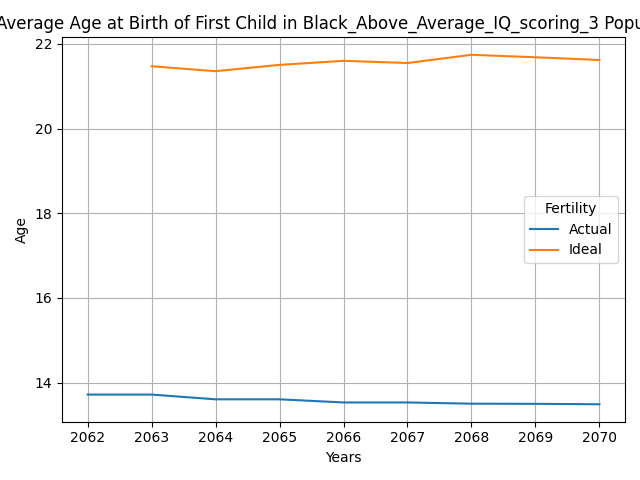 Average Age at Birth of First Child in Black_Above_Average_IQ_scoring_3 Popu
22
20
18
16
14
Age
Fertility
Actual
Ideal
2062 2063 2064 2065 2066 2067 2068 2069 2070
Years